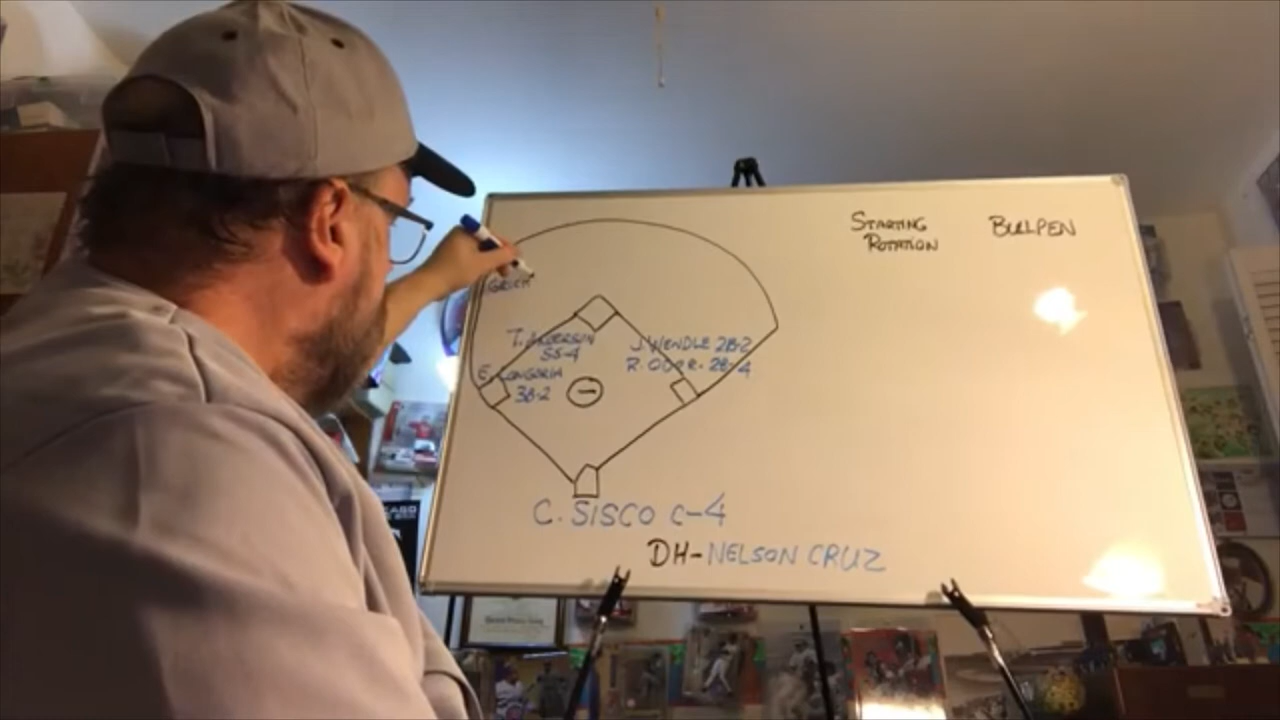 STARTING
ROTATION
BULLPEN
T. ANDERSON
SS-4
J. WENDLE 2B-2
R. ODOR. 2B-4
E. LONGORIA
3B-2
C. SISCO C-4
DH-NELSON CRUZ